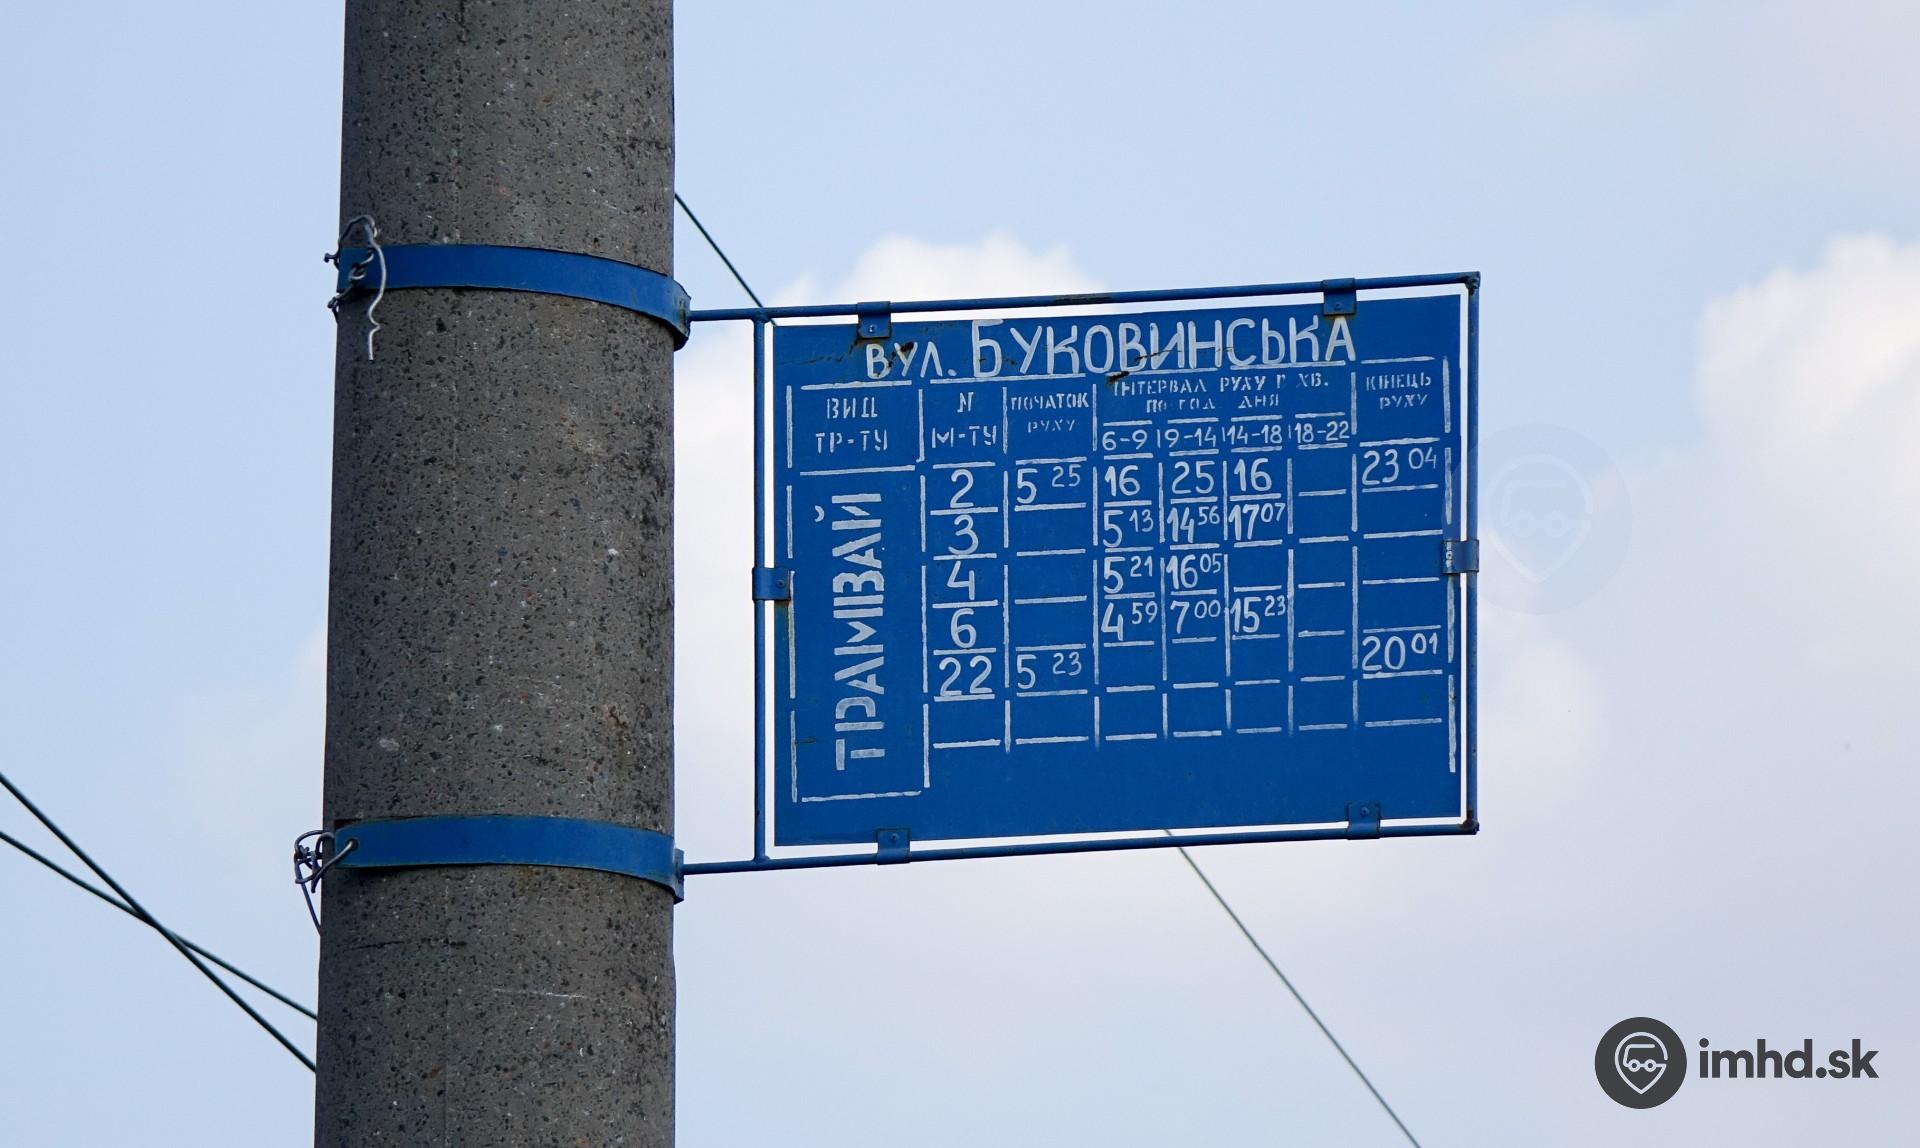 вул. БУКОВИНСЬКА
ВИД ТР-ТУ
N М-ТУ
ПОЧАТОК РУХУ
ІНТЕРВАЛ РУХУ Г ХВ.
ПО ГОД ДНЯ
6-9 9-14 14-18 18-22
КІНЕЦЬ РУХУ
ТРАМВАЙ
2 5 25 16 25 16 23 04
3 5 13 14 56 17 07
4 5 21 16 05
6 4 59 7 00 15 23
22 5 23 20 01
imhd.sk